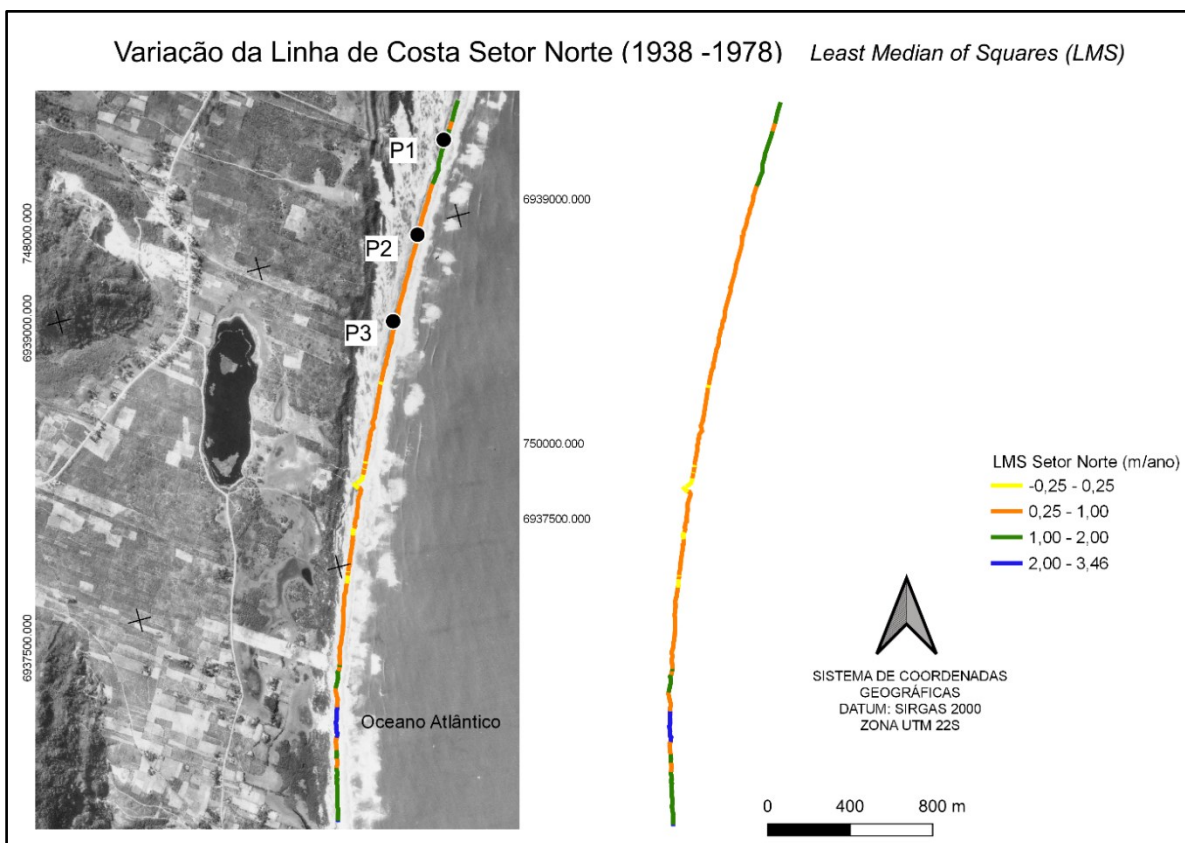 Variação da Linha de Costa Setor Norte (1938 -1978) Least Median of Squares (LMS)
P1
6939000.000
748000.000
P2
P3
6939000.000
750000.000
LMS Setor Norte (m/ano)
-0,25 - 0,25
6937500.000
0,25 - 1,00
1,00 - 2,00
2,00 - 3,46
6937500.000
SISTEMA DE COORDENADAS
GEOGRÁFICAS
DATUM: SIRGAS 2000
ZONA UTM 22S
Oceano Atlântico
0 400 800 m